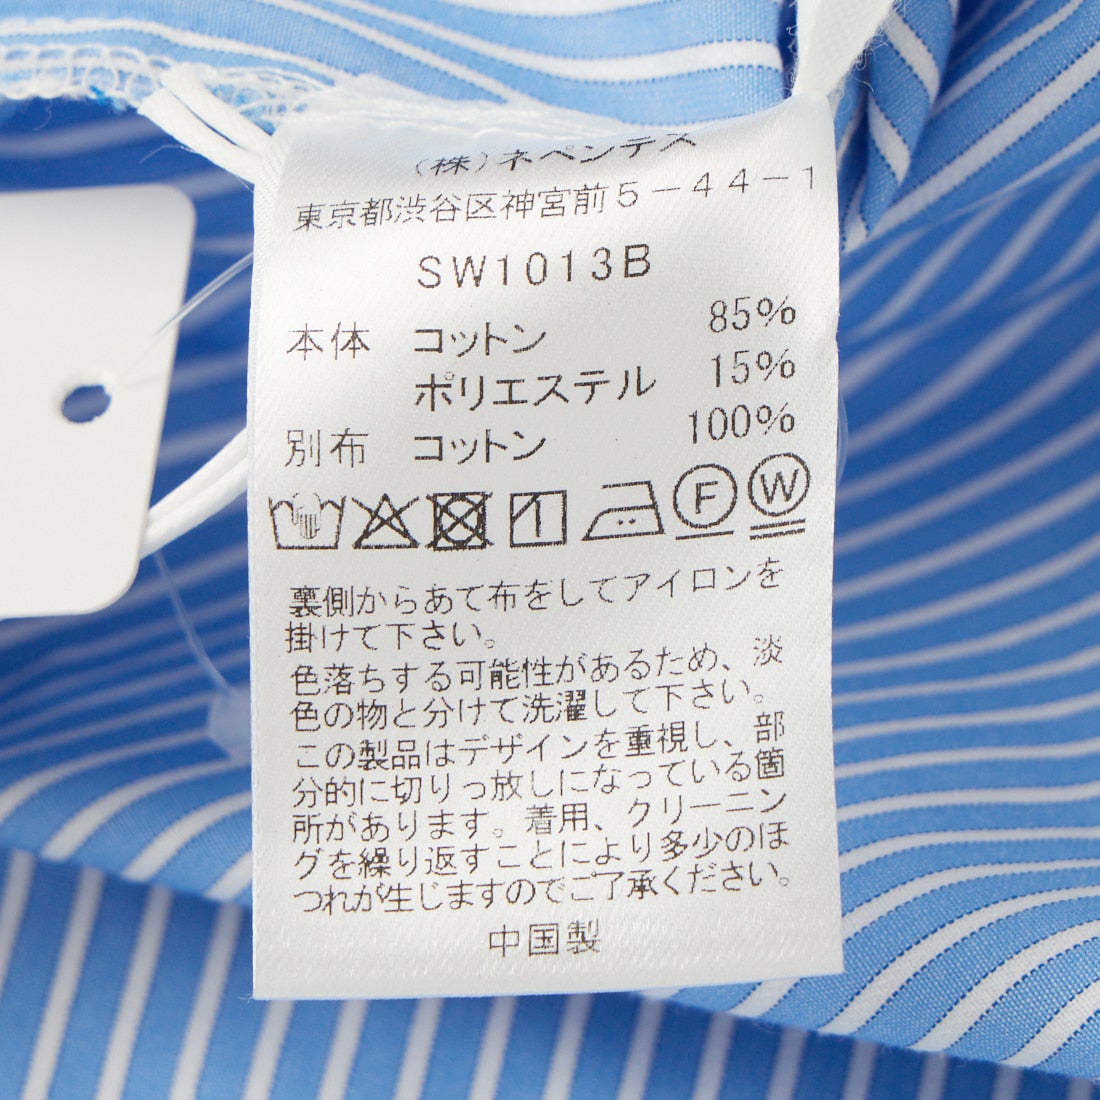 （株）ネペンテス
東京都渋谷区神宮前５－４４－１
SW1013B
本体 コットン 85%
ポリエステル 15%
別布 コットン 100%
1 F W
裏側からあて布をしてアイロンを
掛けて下さい。
色落ちする可能性があるため、淡
色の物と分けて洗濯して下さい。
この製品はデザインを重視し、部
分的に切りっ放しになっている箇
所があります。着用、クリーニン
グを繰り返すことにより多少のほ
つれが生じますのでご了承ください。
中国製